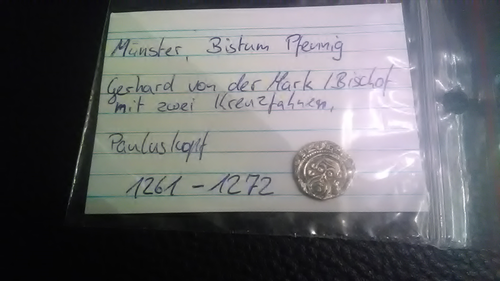 Münster, Bistum Pfennig
Gerhard von der Mark /Bischof
mit zwei Kreuzfahnen,
Pauluskopf
1261 - 1272